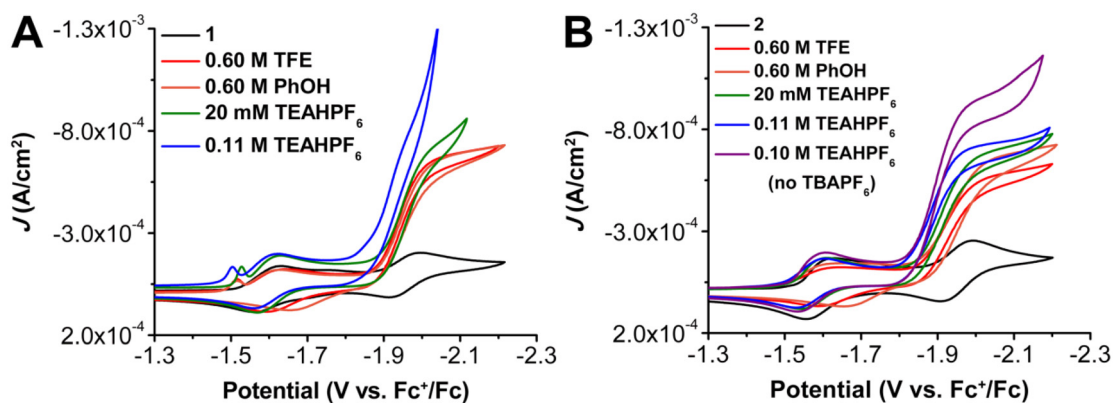 A
-1.3x10⁻³
-8.0x10⁻⁴
-3.0x10⁻⁴
2.0x10⁻⁴
J (A/cm²)
1
0.60 M TFE
0.60 M PhOH
20 mM TEAHPF₆
0.11 M TEAHPF₆
-1.3 -1.5 -1.7 -1.9 -2.1 -2.3
Potential (V vs. Fc⁺/Fc)
B
-1.3x10⁻³
-8.0x10⁻⁴
-3.0x10⁻⁴
2.0x10⁻⁴
J (A/cm²)
2
0.60 M TFE
0.60 M PhOH
20 mM TEAHPF₆
0.11 M TEAHPF₆
0.10 M TEAHPF₆
(no TBAPF₆)
-1.3 -1.5 -1.7 -1.9 -2.1 -2.3
Potential (V vs. Fc⁺/Fc)